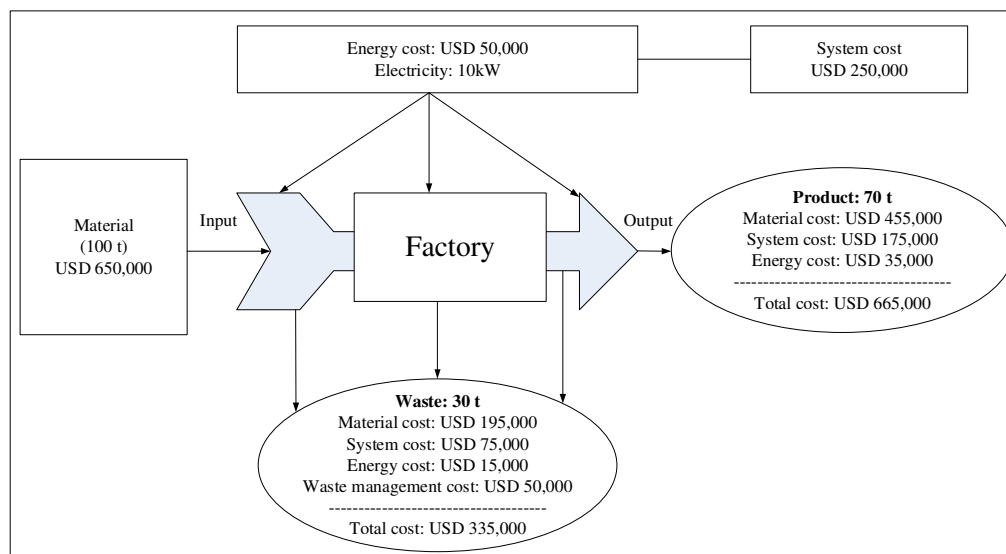 Energy cost: USD 50,000
Electricity: 10kW
System cost
USD 250,000
Material
(100 t)
USD 650,000
Input
Factory
Output
Product: 70 t
Material cost: USD 455,000
System cost: USD 175,000
Energy cost: USD 35,000
------------------------------------
Total cost: USD 665,000
Waste: 30 t
Material cost: USD 195,000
System cost: USD 75,000
Energy cost: USD 15,000
Waste management cost: USD 50,000
------------------------------------
Total cost: USD 335,000